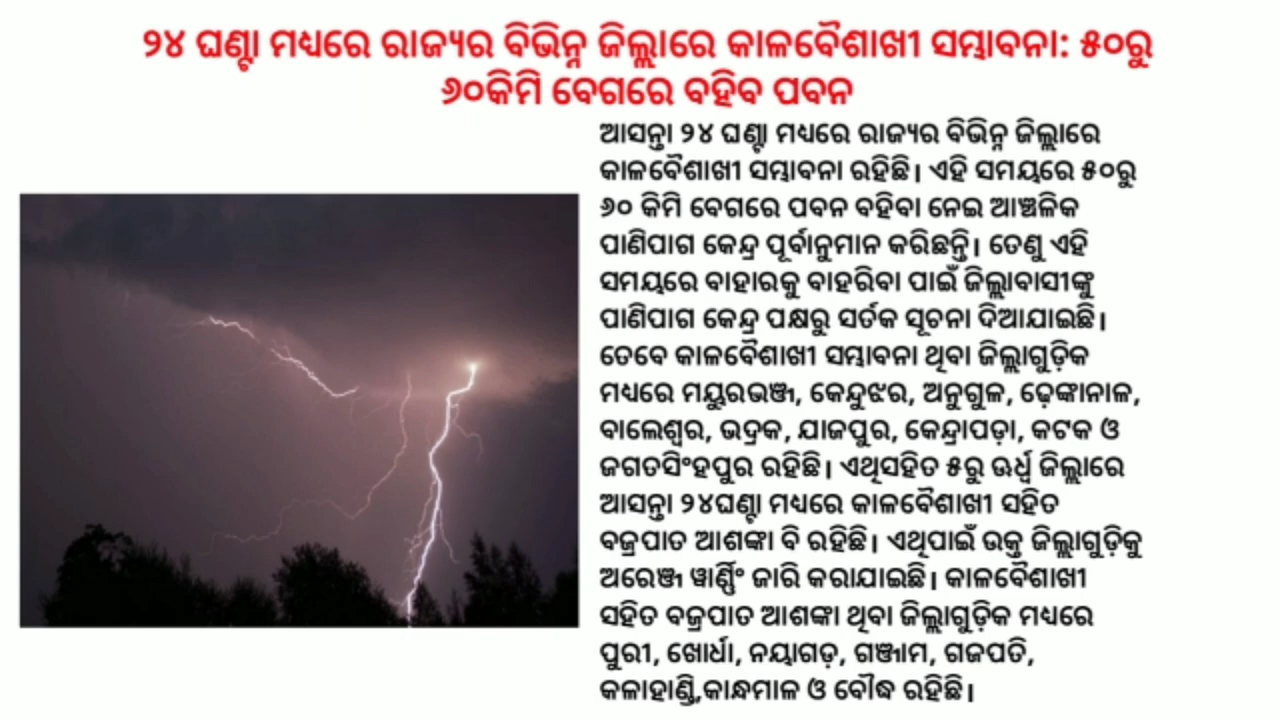 ୨୪ ଘଣ୍ଟା ମଧ୍ୟରେ ରାଜ୍ୟର ବିଭିନ୍ନ ଜିଲ୍ଲାରେ କାଳବୈଶାଖୀ ସମ୍ଭାବନା: ୫୦ରୁ
୬୦କିମି ବେଗରେ ବହିବ ପବନ
ଆସନ୍ତା ୨୪ ଘଣ୍ଟା ମଧ୍ୟରେ ରାଜ୍ୟର ବିଭିନ୍ନ ଜିଲ୍ଲାରେ
କାଳବୈଶାଖୀ ସମ୍ଭାବନା ରହିଛି। ଏହି ସମୟରେ ୫୦ରୁ
୬୦ କିମି ବେଗରେ ପବନ ବହିବା ନେଇ ଆଞ୍ଚଳିକ
ପାଣିପାଗ କେନ୍ଦ୍ର ପୂର୍ବାନୁମାନ କରିଛନ୍ତି। ତେଣୁ ଏହି
ସମୟରେ ବାହାରକୁ ବାହରିବା ପାଇଁ ଜିଲ୍ଲାବାସୀଙ୍କୁ
ପାଣିପାଗ କେନ୍ଦ୍ର ପକ୍ଷରୁ ସର୍ତକ ସୂଚନା ଦିଆଯାଇଛି।
ତେବେ କାଳବୈଶାଖୀ ସମ୍ଭାବନା ଥିବା ଜିଲ୍ଲାଗୁଡ଼ିକ
ମଧ୍ୟରେ ମୟୁରଭଞ୍ଜ, କେନ୍ଦୁଝର, ଅନୁଗୁଳ, ଢ଼େଙ୍କାନାଳ,
ବାଲେଶ୍ୱର, ଭଦ୍ରକ, ଯାଜପୁର, କେନ୍ଦ୍ରାପଡ଼ା, କଟକ ଓ
ଜଗତସିଂହପୁର ରହିଛି। ଏଥିସହିତ ୫ରୁ ଊର୍ଧ୍ୱ ଜିଲ୍ଲାରେ
ଆସନ୍ତା ୨୪ଘଣ୍ଟା ମଧ୍ୟରେ କାଳବୈଶାଖୀ ସହିତ
ବଜ୍ରପାତ ଆଶଙ୍କା ବି ରହିଛି। ଏଥିପାଇଁ ଉକ୍ତ ଜିଲ୍ଲାଗୁଡ଼ିକୁ
ଅରେଞ୍ଜ ୱାର୍ଣ୍ଣିଂ ଜାରି କରାଯାଇଛି। କାଳବୈଶାଖୀ
ସହିତ ବଜ୍ରପାତ ଆଶଙ୍କା ଥିବା ଜିଲ୍ଲାଗୁଡ଼ିକ ମଧ୍ୟରେ
ପୁରୀ, ଖୋର୍ଧା, ନୟାଗଡ଼, ଗଞ୍ଜାମ, ଗଜପତି,
କଳାହାଣ୍ଡି,କାନ୍ଧମାଳ ଓ ବୌଦ୍ଧ ରହିଛି।